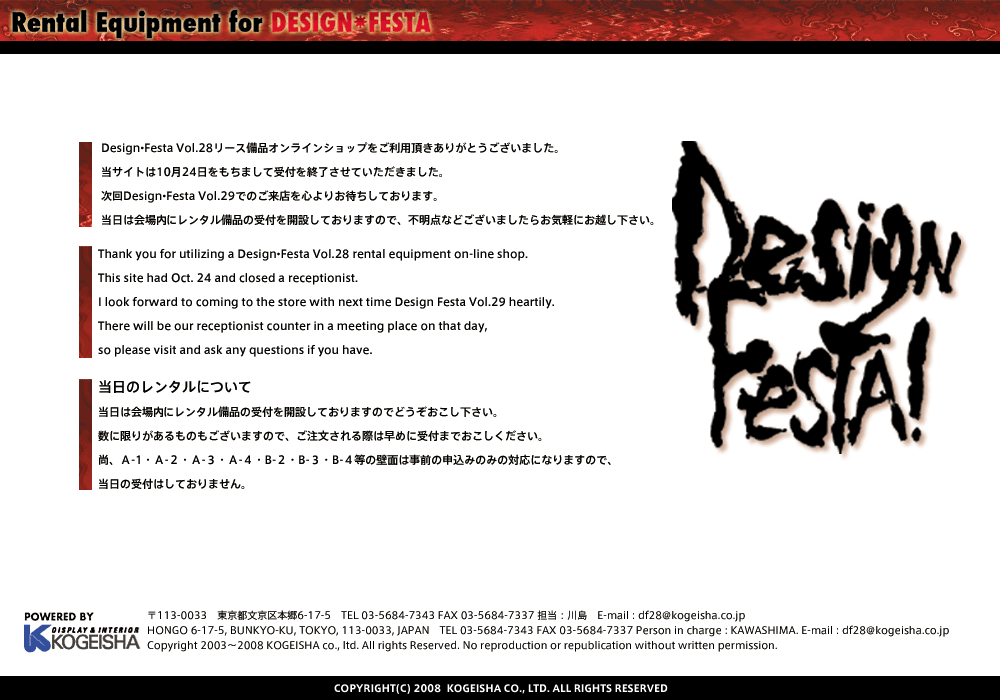 Rental Equipment for DESIGN*FESTA
Design•Festa Vol.28リース備品オンラインショップをご利用頂きありがとうございました。
当サイトは10月24日をもちまして受付を終了させていただきました。
次回Design•Festa Vol.29でのご来店を心よりお待ちしております。
当日は会場内にレンタル備品の受付を開設しておりますので、不明点などございましたらお気軽にお越し下さい。
Thank you for utilizing a Design•Festa Vol.28 rental equipment on-line shop.
This site had Oct. 24 and closed a receptionist.
I look forward to coming to the store with next time Design Festa Vol.29 heartily.
There will be our receptionist counter in a meeting place on that day,
so please visit and ask any questions if you have.
Design
Festa!
当日のレンタルについて
当日は会場内にレンタル備品の受付を開設しておりますのでどうぞおこし下さい。
数に限りがあるものもございますので、ご注文される際は早めに受付までおこしください。
尚、A-1・A-2・A-3・A-4・B-2・B-3・B-4等の壁面は事前の申込みのみの対応になりますので、
当日の受付はしておりません。
POWERED BY
DISPLAY & INTERIOR
KOGEISHA
〒113-0033　東京都文京区本郷6-17-5　TEL 03-5684-7343 FAX 03-5684-7337 担当：川島　E-mail : df28@kogeisha.co.jp
HONGO 6-17-5, BUNKYO-KU, TOKYO, 113-0033, JAPAN　TEL 03-5684-7343 FAX 03-5684-7337 Person in charge : KAWASHIMA. E-mail : df28@kogeisha.co.jp
Copyright 2003〜2008 KOGEISHA co., ltd. All rights Reserved. No reproduction or republication without written permission.
COPYRIGHT(C) 2008 KOGEISHA CO., LTD. ALL RIGHTS RESERVED